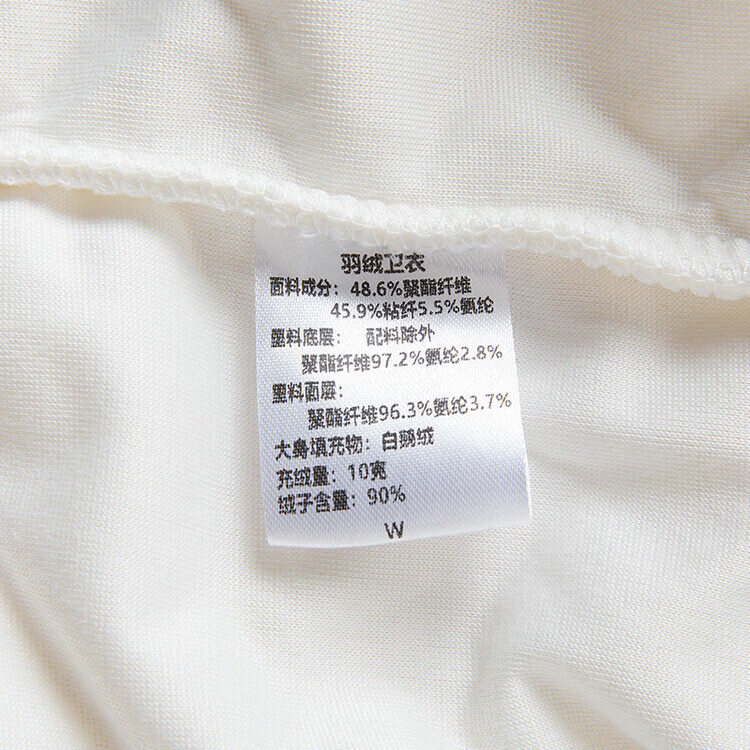 羽绒卫衣
面料成分：48.6%聚酯纤维
45.9%粘纤5.5%氨纶
塑料底层： 配料除外
聚酯纤维97.2%氨纶2.8%
塑料面层：
聚酯纤维96.3%氨纶3.7%
大身填充物：白鹅绒
充绒量：10克
绒子含量：90%
W